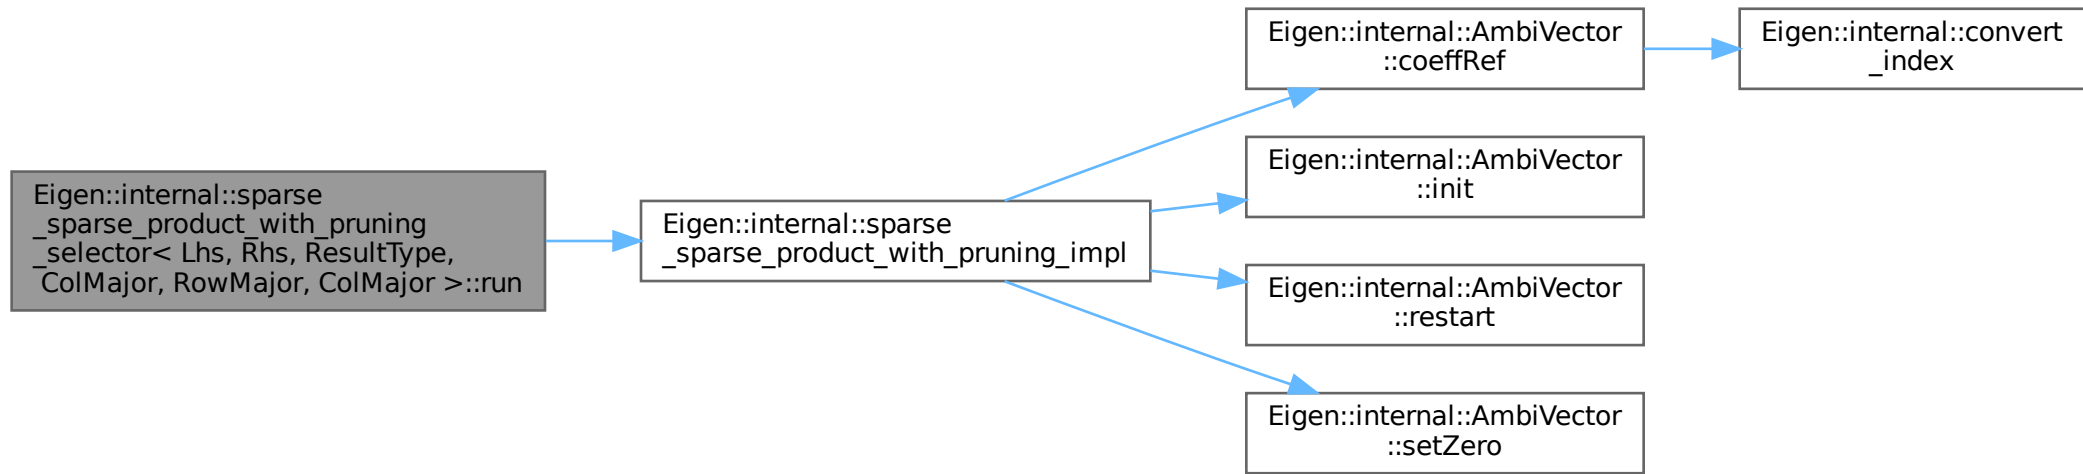 Eigen::internal::sparse
_sparse_product_with_pruning
_selector< Lhs, Rhs, ResultType,
 ColMajor, RowMajor, ColMajor >::run
Eigen::internal::sparse
_sparse_product_with_pruning_impl
Eigen::internal::AmbiVector
::coeffRef
Eigen::internal::convert
_index
Eigen::internal::AmbiVector
::init
Eigen::internal::AmbiVector
::restart
Eigen::internal::AmbiVector
::setZero